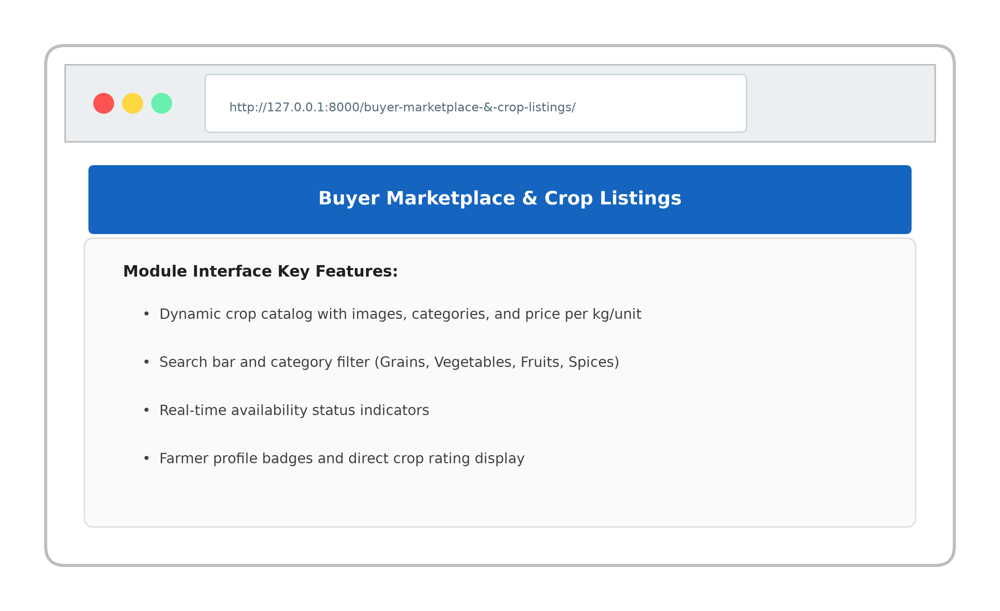 http://127.0.0.1:8000/buyer-marketplace-&-crop-listings/
Buyer Marketplace & Crop Listings
Module Interface Key Features:
• Dynamic crop catalog with images, categories, and price per kg/unit
• Search bar and category filter (Grains, Vegetables, Fruits, Spices)
• Real-time availability status indicators
• Farmer profile badges and direct crop rating display